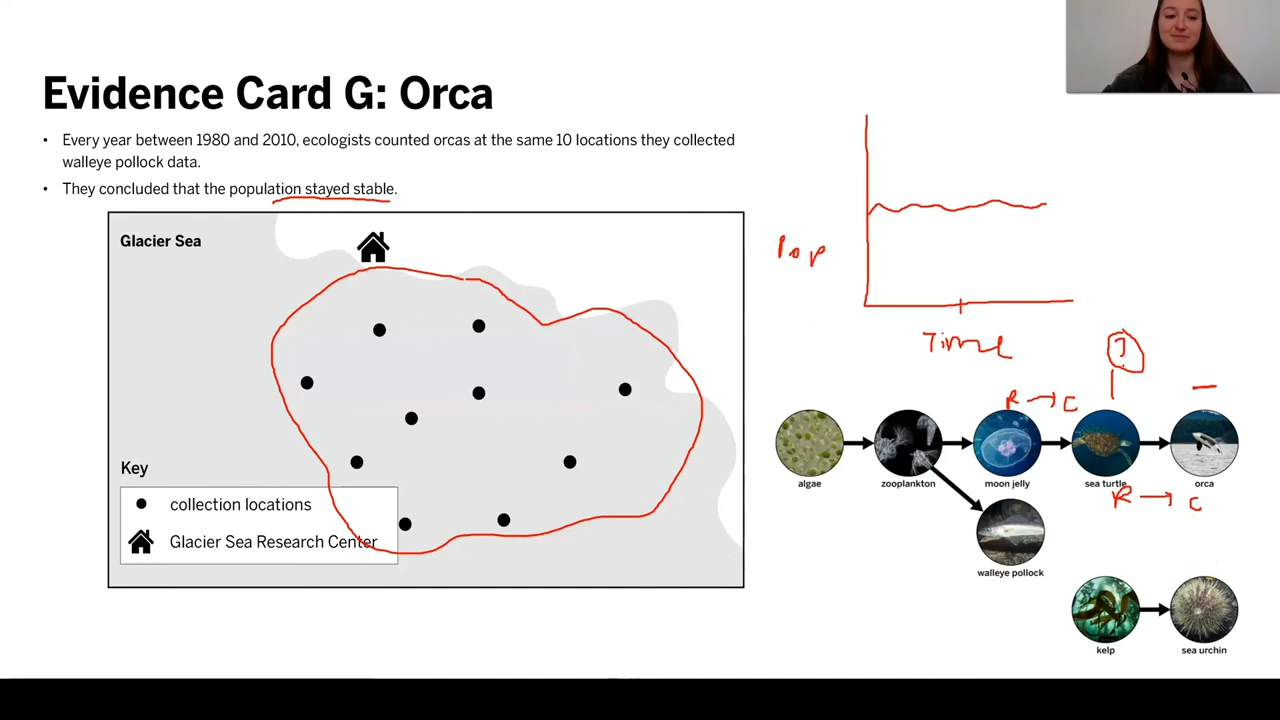 Evidence Card G: Orca
• Every year between 1980 and 2010, ecologists counted orcas at the same 10 locations they collected
walleye pollock data.
• They concluded that the population stayed stable.
Glacier Sea
Key
collection locations
Glacier Sea Research Center
Pop
Time
?
R → C
algae
zooplankton
moon jelly
sea turtle
orca
R → C
walleye pollock
kelp
sea urchin